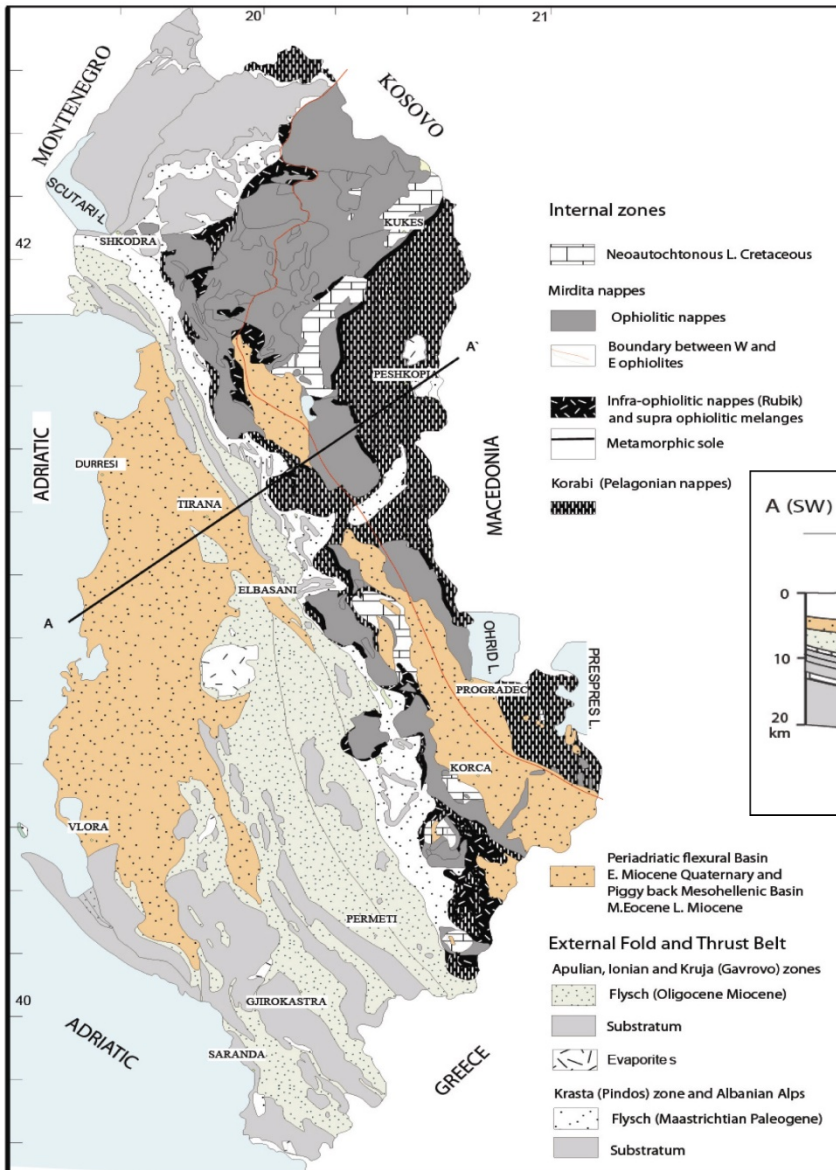 20
21
MONTENEGRO
KOSOVO
SCUTARI-L
42
SHKODRA
KUKES
A`
PESHKOPIA
ADRIATIC
DURRESI
TIRANA
MACEDONIA
ELBASANI
A
OHRID L.
PRESPRES L.
PROGRADEC
KORCA
VLORA
PERMETI
40
GJIROKASTRA
ADRIATIC
SARANDA
GREECE
Internal zones
Neoautochtonous L. Cretaceous
Mirdita nappes
Ophiolitic nappes
Boundary between W and
E ophiolites
Infra-ophiolitic nappes (Rubik)
and supra ophiolitic melanges
Metamorphic sole
Korabi (Pelagonian nappes)
A (SW)
0
10
20
km
Periadriatic flexural Basin
E. Miocene Quaternary and
Piggy back Mesohellenic Basin
M.Eocene L. Miocene
External Fold and Thrust Belt
Apulian, Ionian and Kruja (Gavrovo) zones
Flysch (Oligocene Miocene)
Substratum
Evaporites
Krasta (Pindos) zone and Albanian Alps
Flysch (Maastrichtian Paleogene)
Substratum